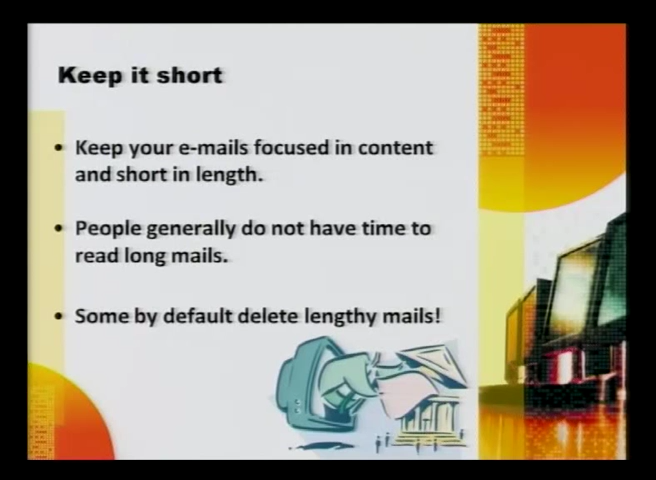 Keep it short
• Keep your e-mails focused in content
and short in length.
• People generally do not have time to
read long mails.
• Some by default delete lengthy mails!